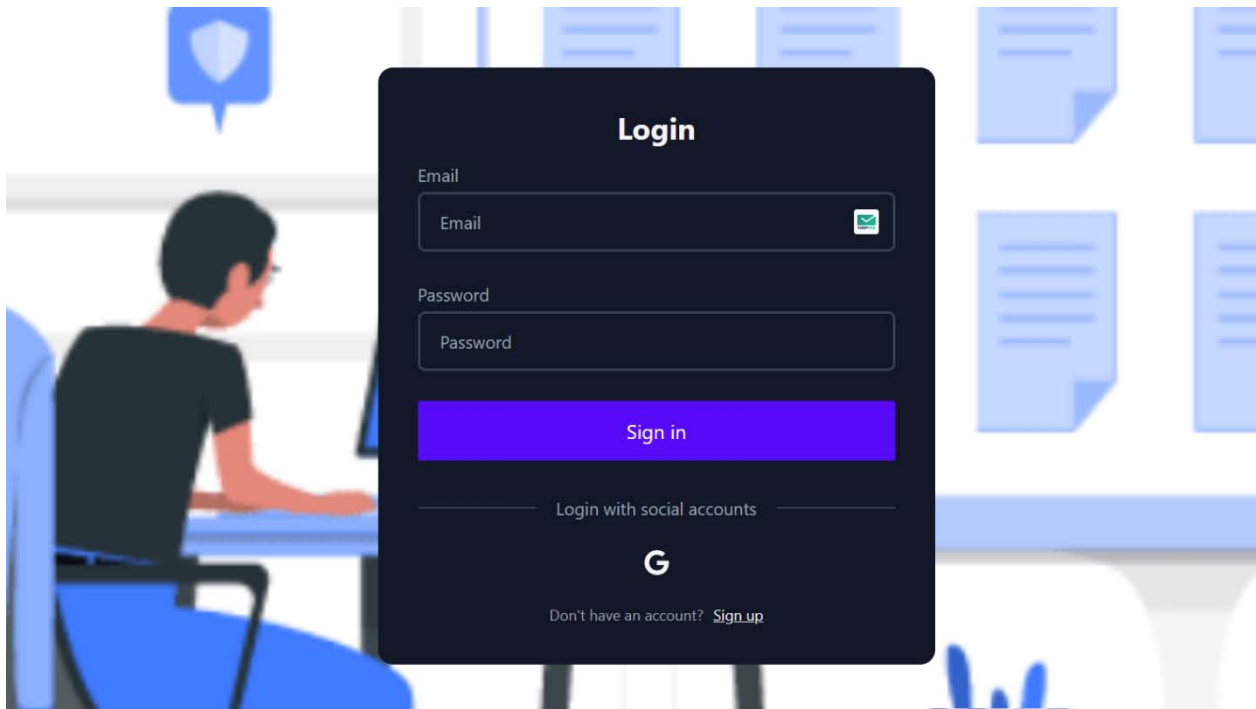 Login
Email
Email
Password
Password
Sign in
Login with social accounts
G
Don't have an account? Sign up